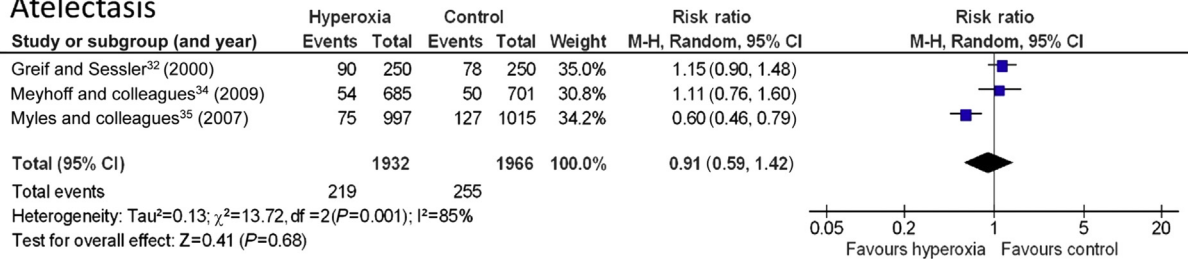 Atelectasis
Hyperoxia Control Risk ratio Risk ratio
Study or subgroup (and year) Events Total Events Total Weight M-H, Random, 95% CI M-H, Random, 95% CI
Greif and Sessler32 (2000) 90 250 78 250 35.0% 1.15 (0.90, 1.48)
Meyhoff and colleagues34 (2009) 54 685 50 701 30.8% 1.11 (0.76, 1.60)
Myles and colleagues35 (2007) 75 997 127 1015 34.2% 0.60 (0.46, 0.79)
Total (95% CI) 1932 1966 100.0% 0.91 (0.59, 1.42)
Total events 219 255
Heterogeneity: Tau²=0.13; χ²=13.72, df =2(P=0.001); I²=85%
Test for overall effect: Z=0.41 (P=0.68)
0.05 0.2 1 5 20
Favours hyperoxia Favours control